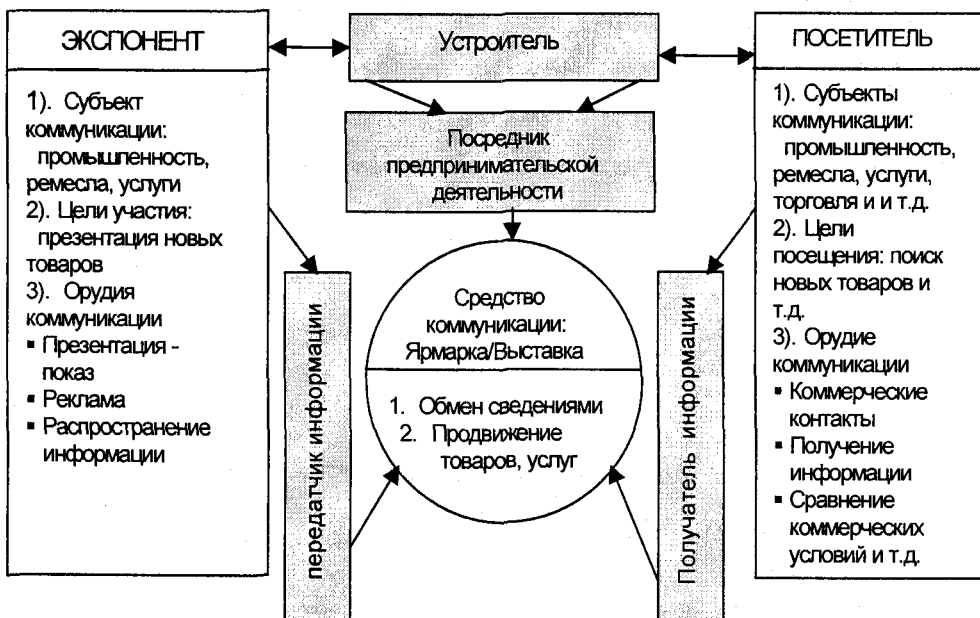 ЭКСПОНЕНТ
1). Субъект
коммуникации:
промышленность,
ремесла, услуги
2). Цели участия:
презентация новых
товаров
3). Орудия
коммуникации
▪ Презентация -
показ
▪ Реклама
▪ Распространение
информации
Устроитель
Посредник
предпринимательской
деятельности
передатчик информации
Средство
коммуникации:
Ярмарка/Выставка
1. Обмен сведениями
2. Продвижение
товаров, услуг
Получатель информации
ПОСЕТИТЕЛЬ
1). Субъекты
коммуникации:
промышленность,
ремесла, услуги,
торговля и и т.д.
2). Цели
посещения: поиск
новых товаров и
т.д.
3). Орудие
коммуникации
▪ Коммерческие
контакты
▪ Получение
информации
▪ Сравнение
коммерческих
условий и т.д.